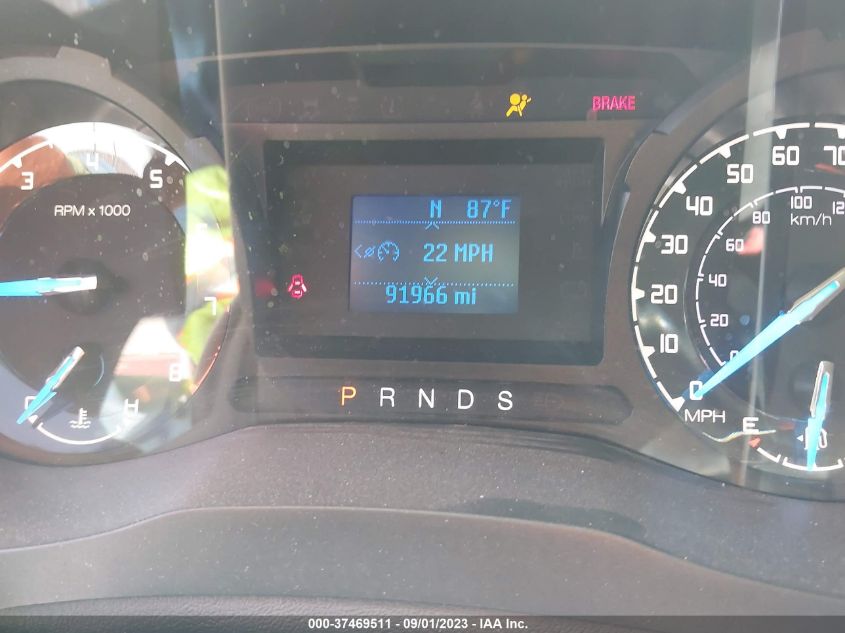 BRAKE
3 4 5
RPM x 1000
7
8
C H
N 87°F
22 MPH
91966 mi
P R N D S
0 10 20 30 40 50 60 70
MPH
20 40 60 80 100
km/h
E
000-37469511 - 09/01/2023 - IAA Inc.